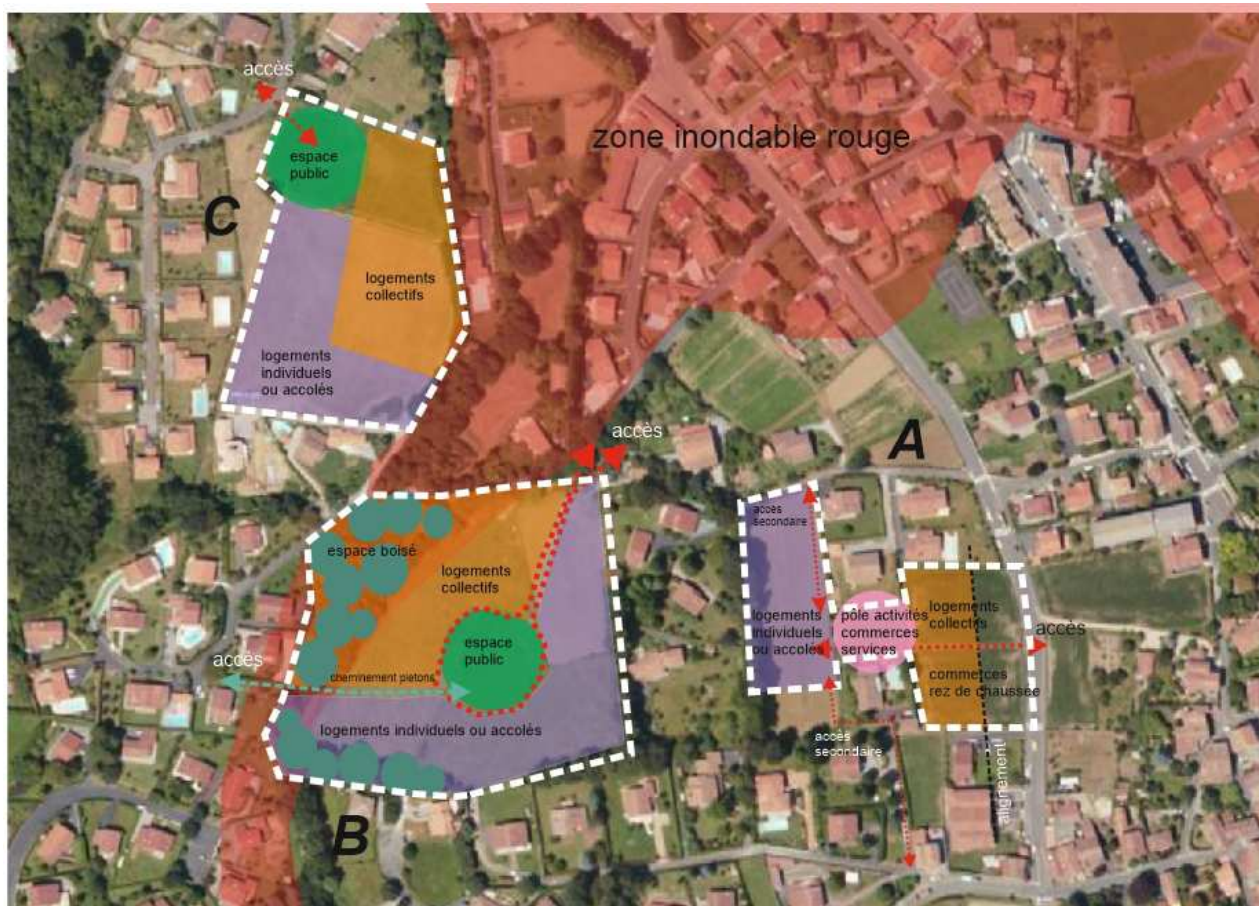 accès
zone inondable rouge
espace
public
C
logements
collectifs
logements
individuels
ou accolés
accès
A
accès
secondaire
espace boisé
logements
collectifs
logements
individuels
ou accolés
pôle activités
commerces
services
logements
collectifs
accès
espace
public
accès
cheminement piétons
commerces
rez de chaussée
logements individuels ou accolés
accès
secondaire
alignement
B